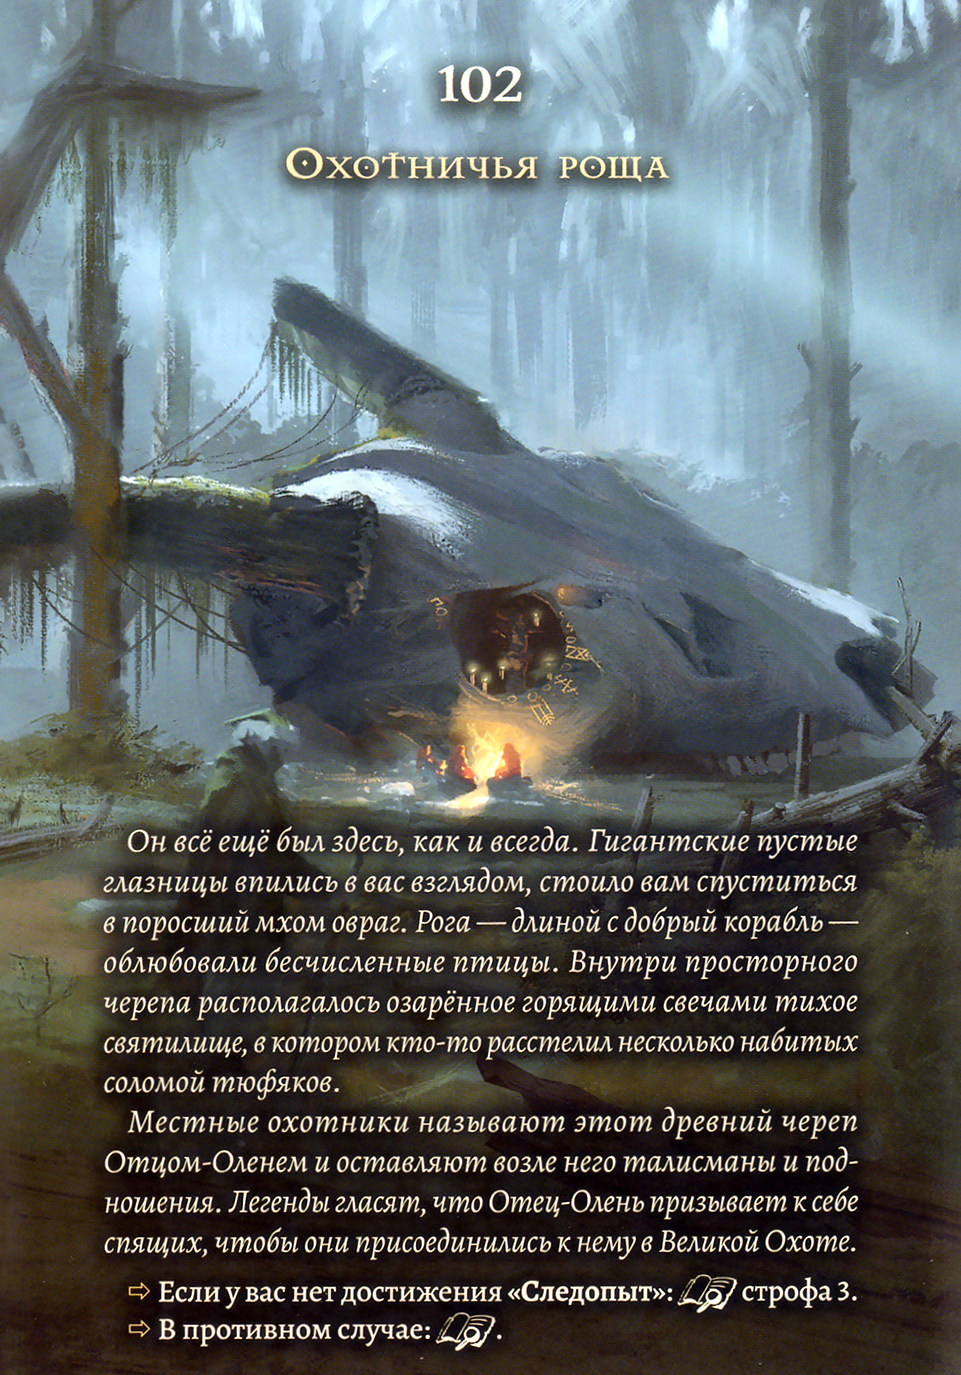 102
Охотничья роща
Он всё ещё был здесь, как и всегда. Гигантские пустые
глазницы впились в вас взглядом, стоило вам спуститься
в поросший мхом овраг. Рога — длиной с добрый корабль —
облюбовали бесчисленные птицы. Внутри просторного
черепа располагалось озарённое горящими свечами тихое
святилище, в котором кто-то расстелил несколько набитых
соломой тюфяков.
Местные охотники называют этот древний череп
Отцом-Оленем и оставляют возле него талисманы и под-
ношения. Легенды гласят, что Отец-Олень призывает к себе
спящих, чтобы они присоединились к нему в Великой Охоте.
⇨ Если у вас нет достижения «Следопыт»: строфа 3.
⇨ В противном случае: .